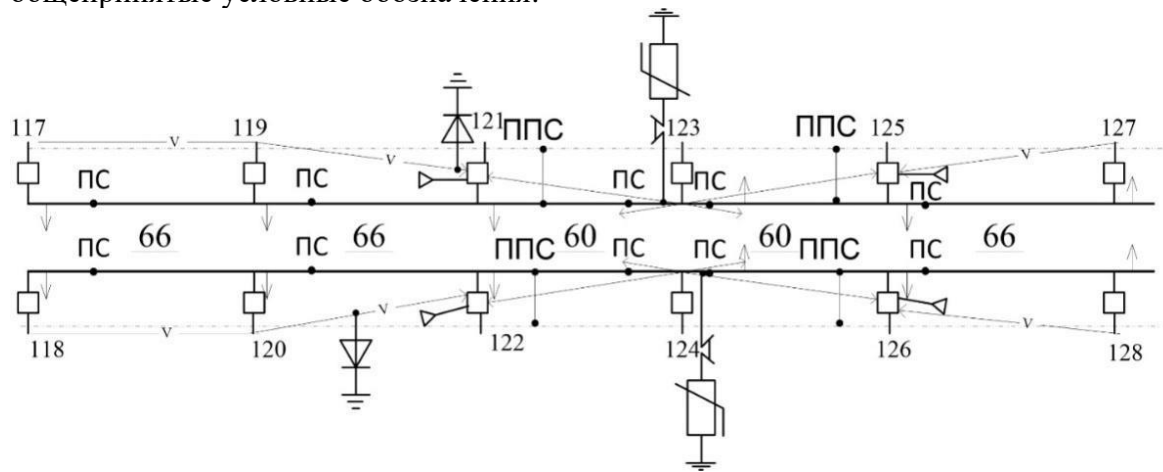 общепринятые условные обозначения:
117 119 121 ППС 123 ППС 125 127
ПС ПС ПС ПС ПС
66 66 60 60 66
ППС ПС ПС ППС ПС
ПС ПС
V V V
V V V
118 120 122 124 126 128